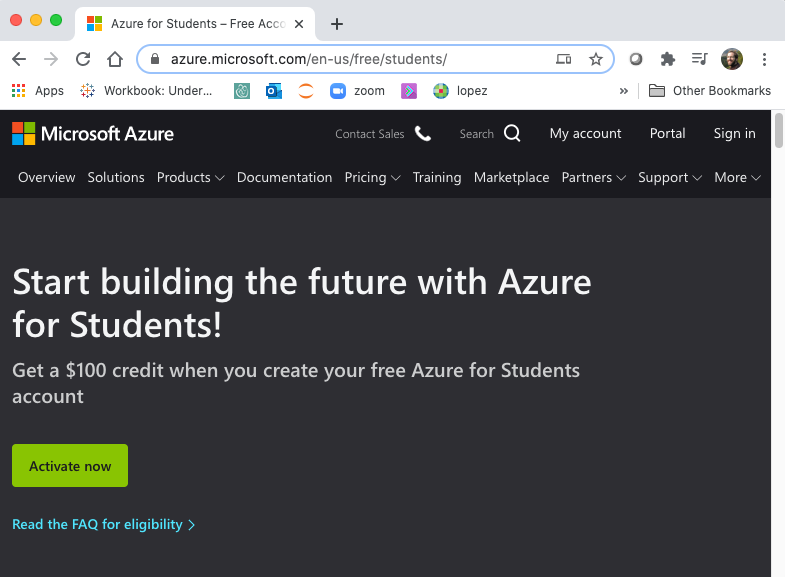 Azure for Students – Free Acco
azure.microsoft.com/en-us/free/students/
Apps Workbook: Under... zoom lopez » Other Bookmarks
Microsoft Azure Contact Sales Search My account Portal Sign in
Overview Solutions Products Documentation Pricing Training Marketplace Partners Support More
Start building the future with Azure
for Students!
Get a $100 credit when you create your free Azure for Students
account
Activate now
Read the FAQ for eligibility